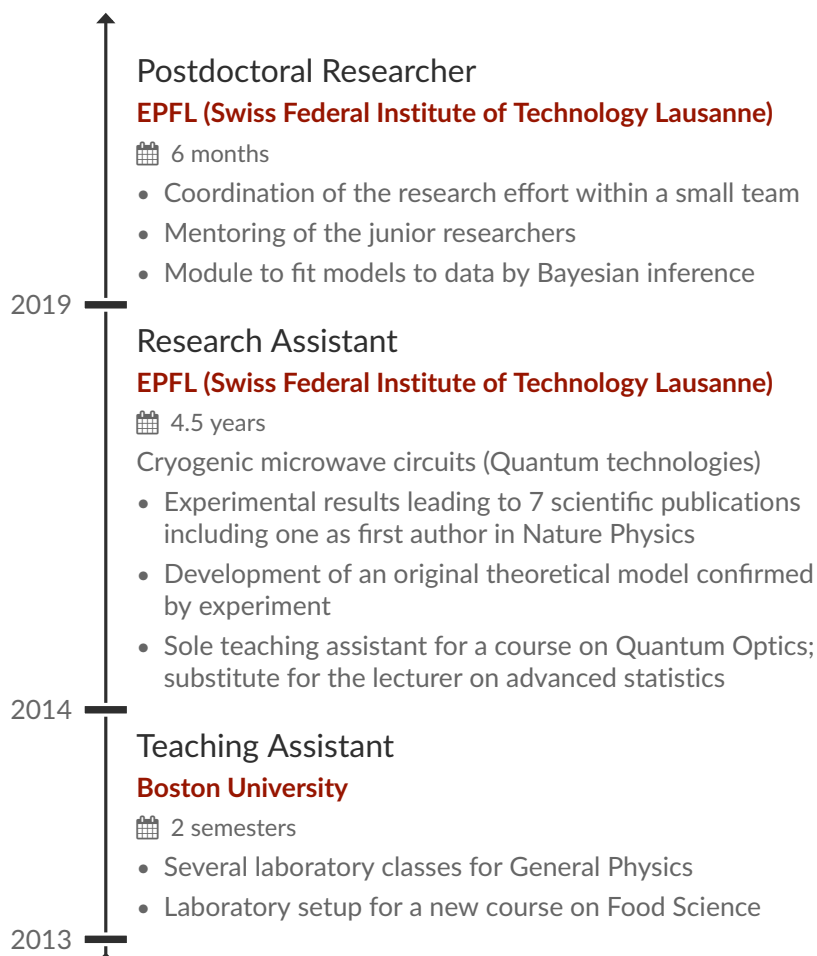 Postdoctoral Researcher
EPFL (Swiss Federal Institute of Technology Lausanne)
6 months
• Coordination of the research effort within a small team
• Mentoring of the junior researchers
• Module to fit models to data by Bayesian inference
2019
Research Assistant
EPFL (Swiss Federal Institute of Technology Lausanne)
4.5 years
Cryogenic microwave circuits (Quantum technologies)
• Experimental results leading to 7 scientific publications
including one as first author in Nature Physics
• Development of an original theoretical model confirmed
by experiment
• Sole teaching assistant for a course on Quantum Optics;
substitute for the lecturer on advanced statistics
2014
Teaching Assistant
Boston University
2 semesters
• Several laboratory classes for General Physics
• Laboratory setup for a new course on Food Science
2013